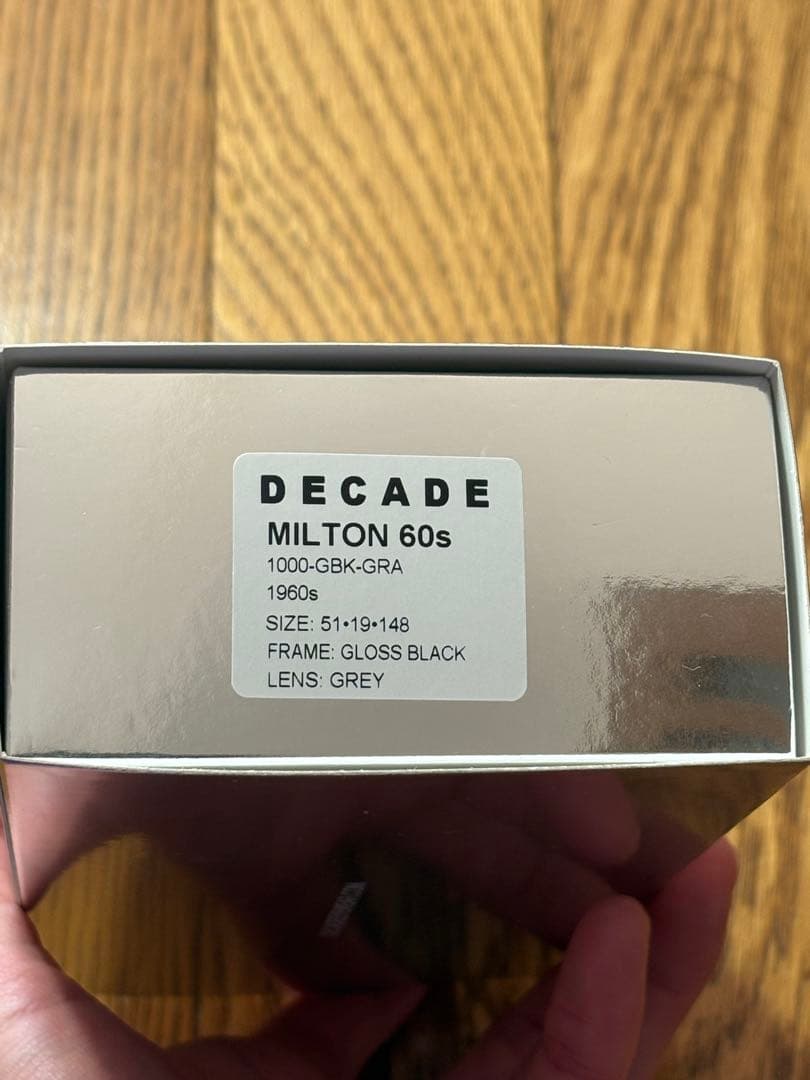 DECADE
MILTON 60s
1000-GBK-GRA
1960s
SIZE: 51•19•148
FRAME: GLOSS BLACK
LENS: GREY